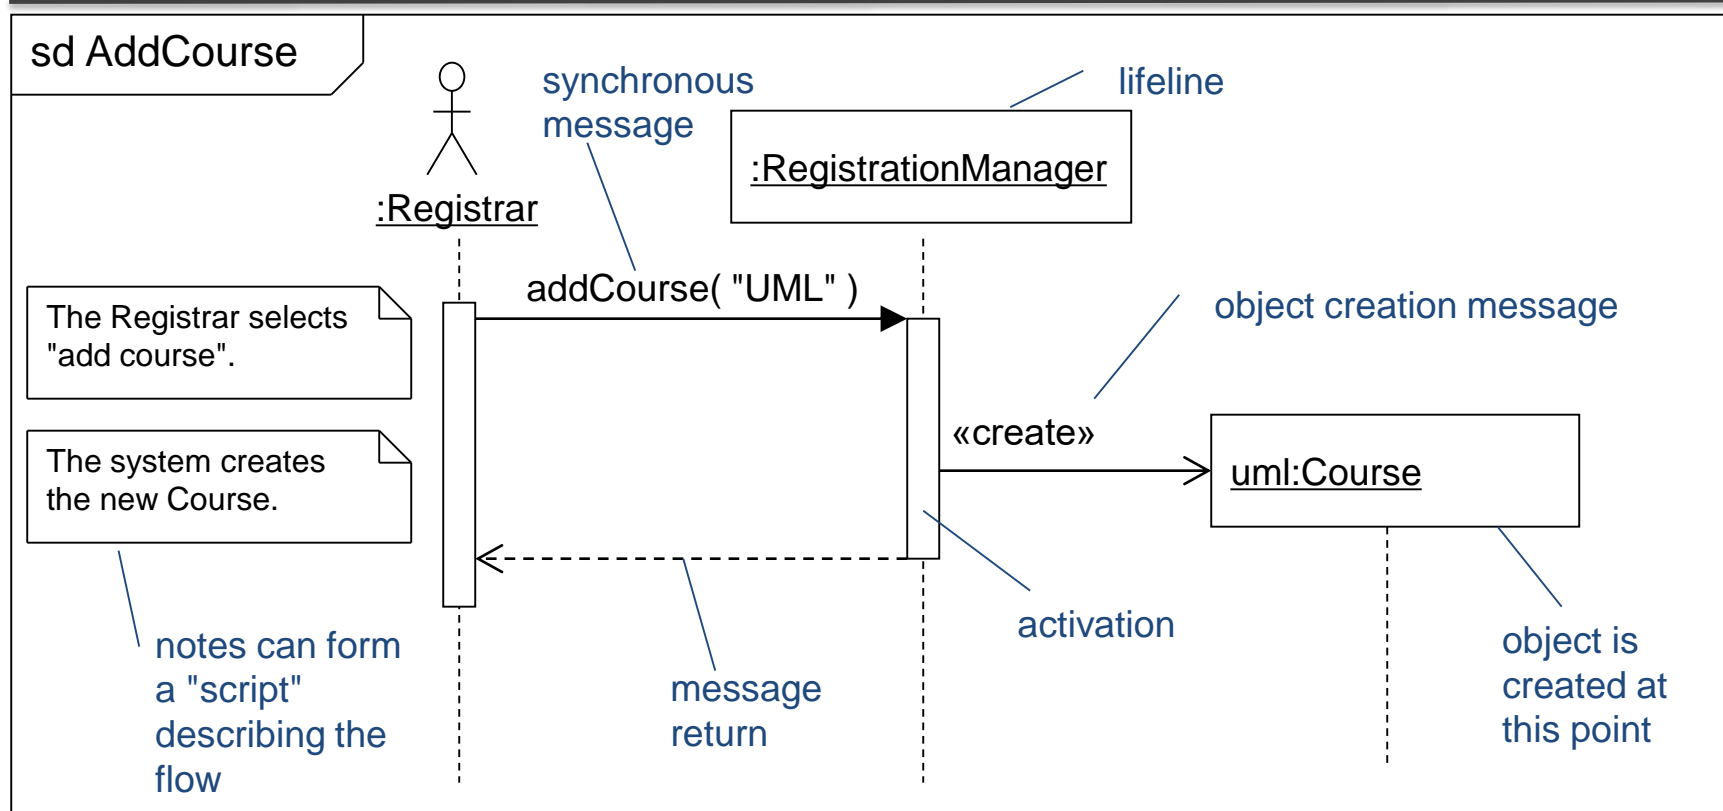 sd AddCourse
synchronous
message
lifeline
:RegistrationManager
:Registrar
addCourse( "UML" )
The Registrar selects
"add course".
object creation message
«create»
The system creates
the new Course.
uml:Course
activation
notes can form
a "script"
describing the
flow
message
return
object is
created at
this point